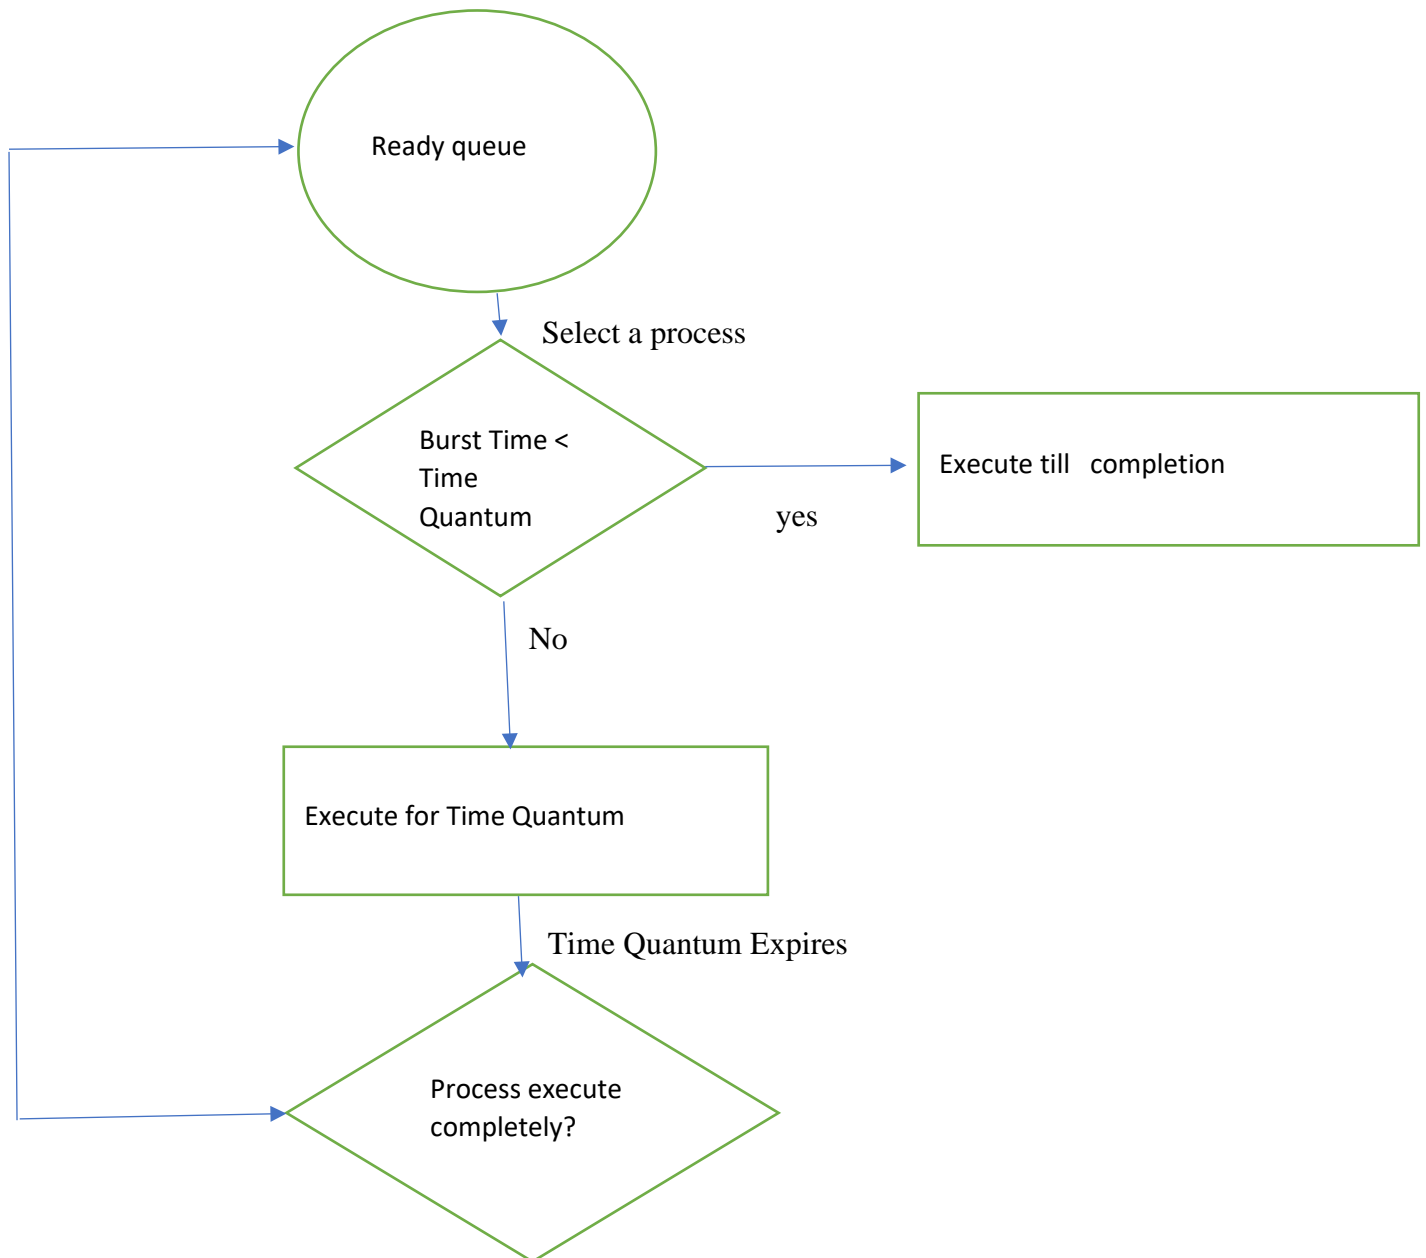 Ready queue
Select a process
Burst Time <
Time
Quantum
Execute till   completion
yes
No
Execute for Time Quantum
Time Quantum Expires
Process execute
completely?